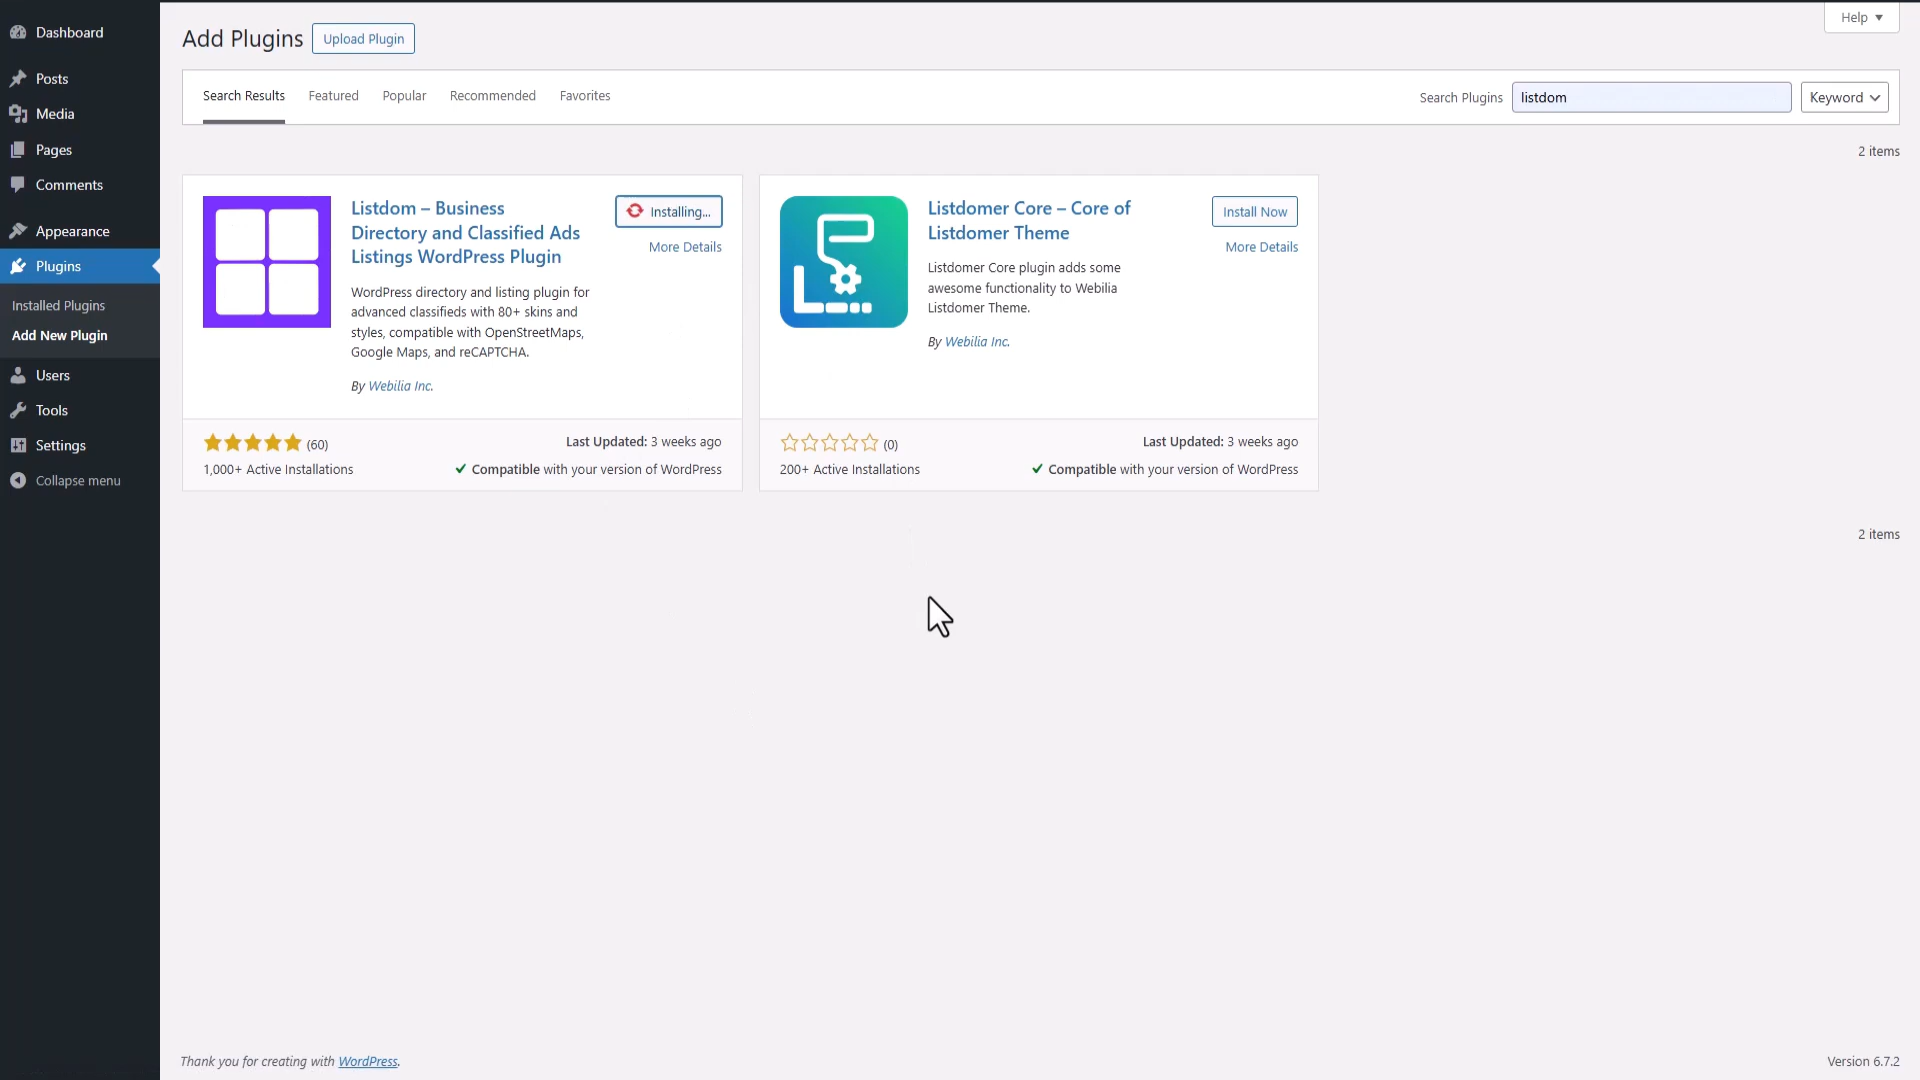 Dashboard
Posts
Media
Pages
Comments
Appearance
Plugins
Installed Plugins
Add New Plugin
Users
Tools
Settings
Collapse menu
Help
Add Plugins
Upload Plugin
Search Results
Featured
Popular
Recommended
Favorites
Search Plugins
listdom
Keyword
2 items
Listdom – Business
Directory and Classified Ads
Listings WordPress Plugin
Installing...
More Details
WordPress directory and listing plugin for
advanced classifieds with 80+ skins and
styles, compatible with OpenStreetMaps,
Google Maps, and reCAPTCHA.
By Webilia Inc.
(60)
Last Updated: 3 weeks ago
1,000+ Active Installations
Compatible with your version of WordPress
Listdomer Core – Core of
Listdomer Theme
Install Now
More Details
Listdomer Core plugin adds some
awesome functionality to Webilia
Listdomer Theme.
By Webilia Inc.
(0)
Last Updated: 3 weeks ago
200+ Active Installations
Compatible with your version of WordPress
2 items
Thank you for creating with WordPress.
Version 6.7.2